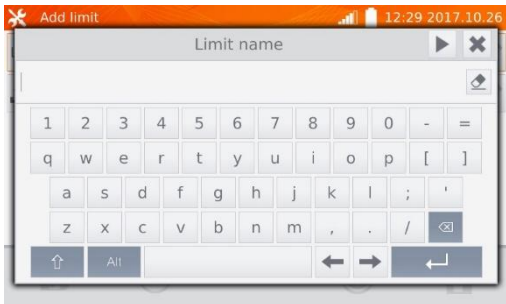 Add limit 12:29 2017.10.26
Limit name
1 2 3 4 5 6 7 8 9 0 - =
q w e r t y u i o p [ ]
a s d f g h j k l ; '
z x c v b n m , . /
Alt